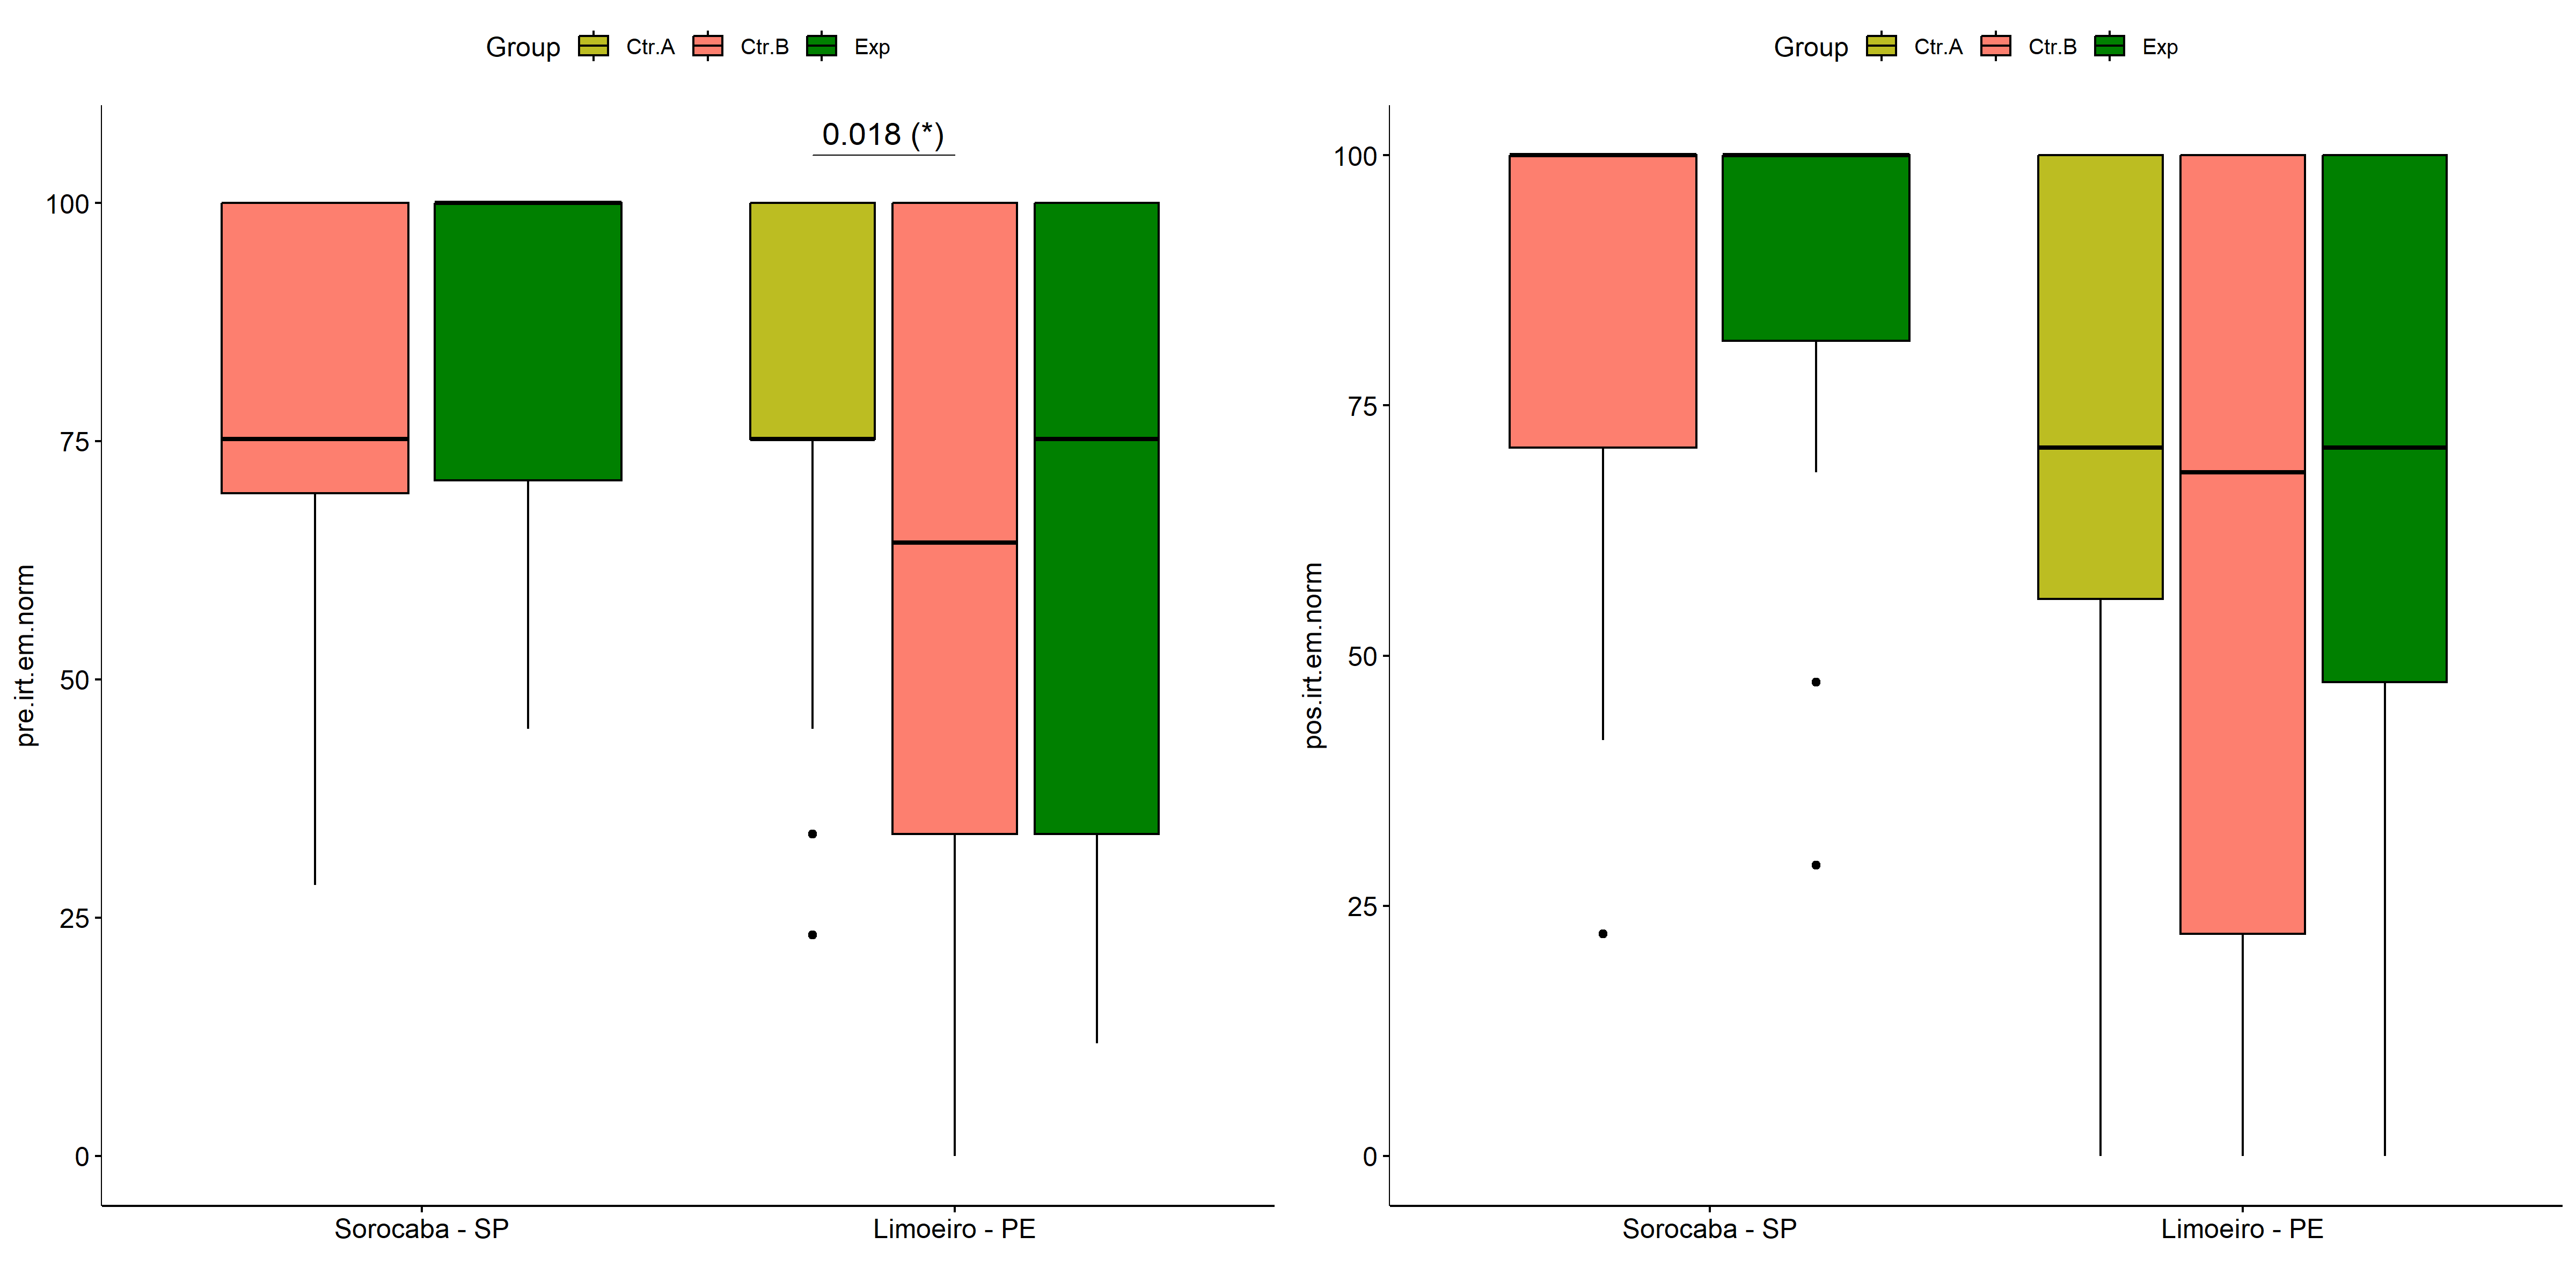 Group Ctr.A Ctr.B Exp
0.018 (*)
100
75
50
25
0
pre.irt.em.norm
Sorocaba - SP
Limoeiro - PE
Group Ctr.A Ctr.B Exp
100
75
50
25
0
pos.irt.em.norm
Sorocaba - SP
Limoeiro - PE